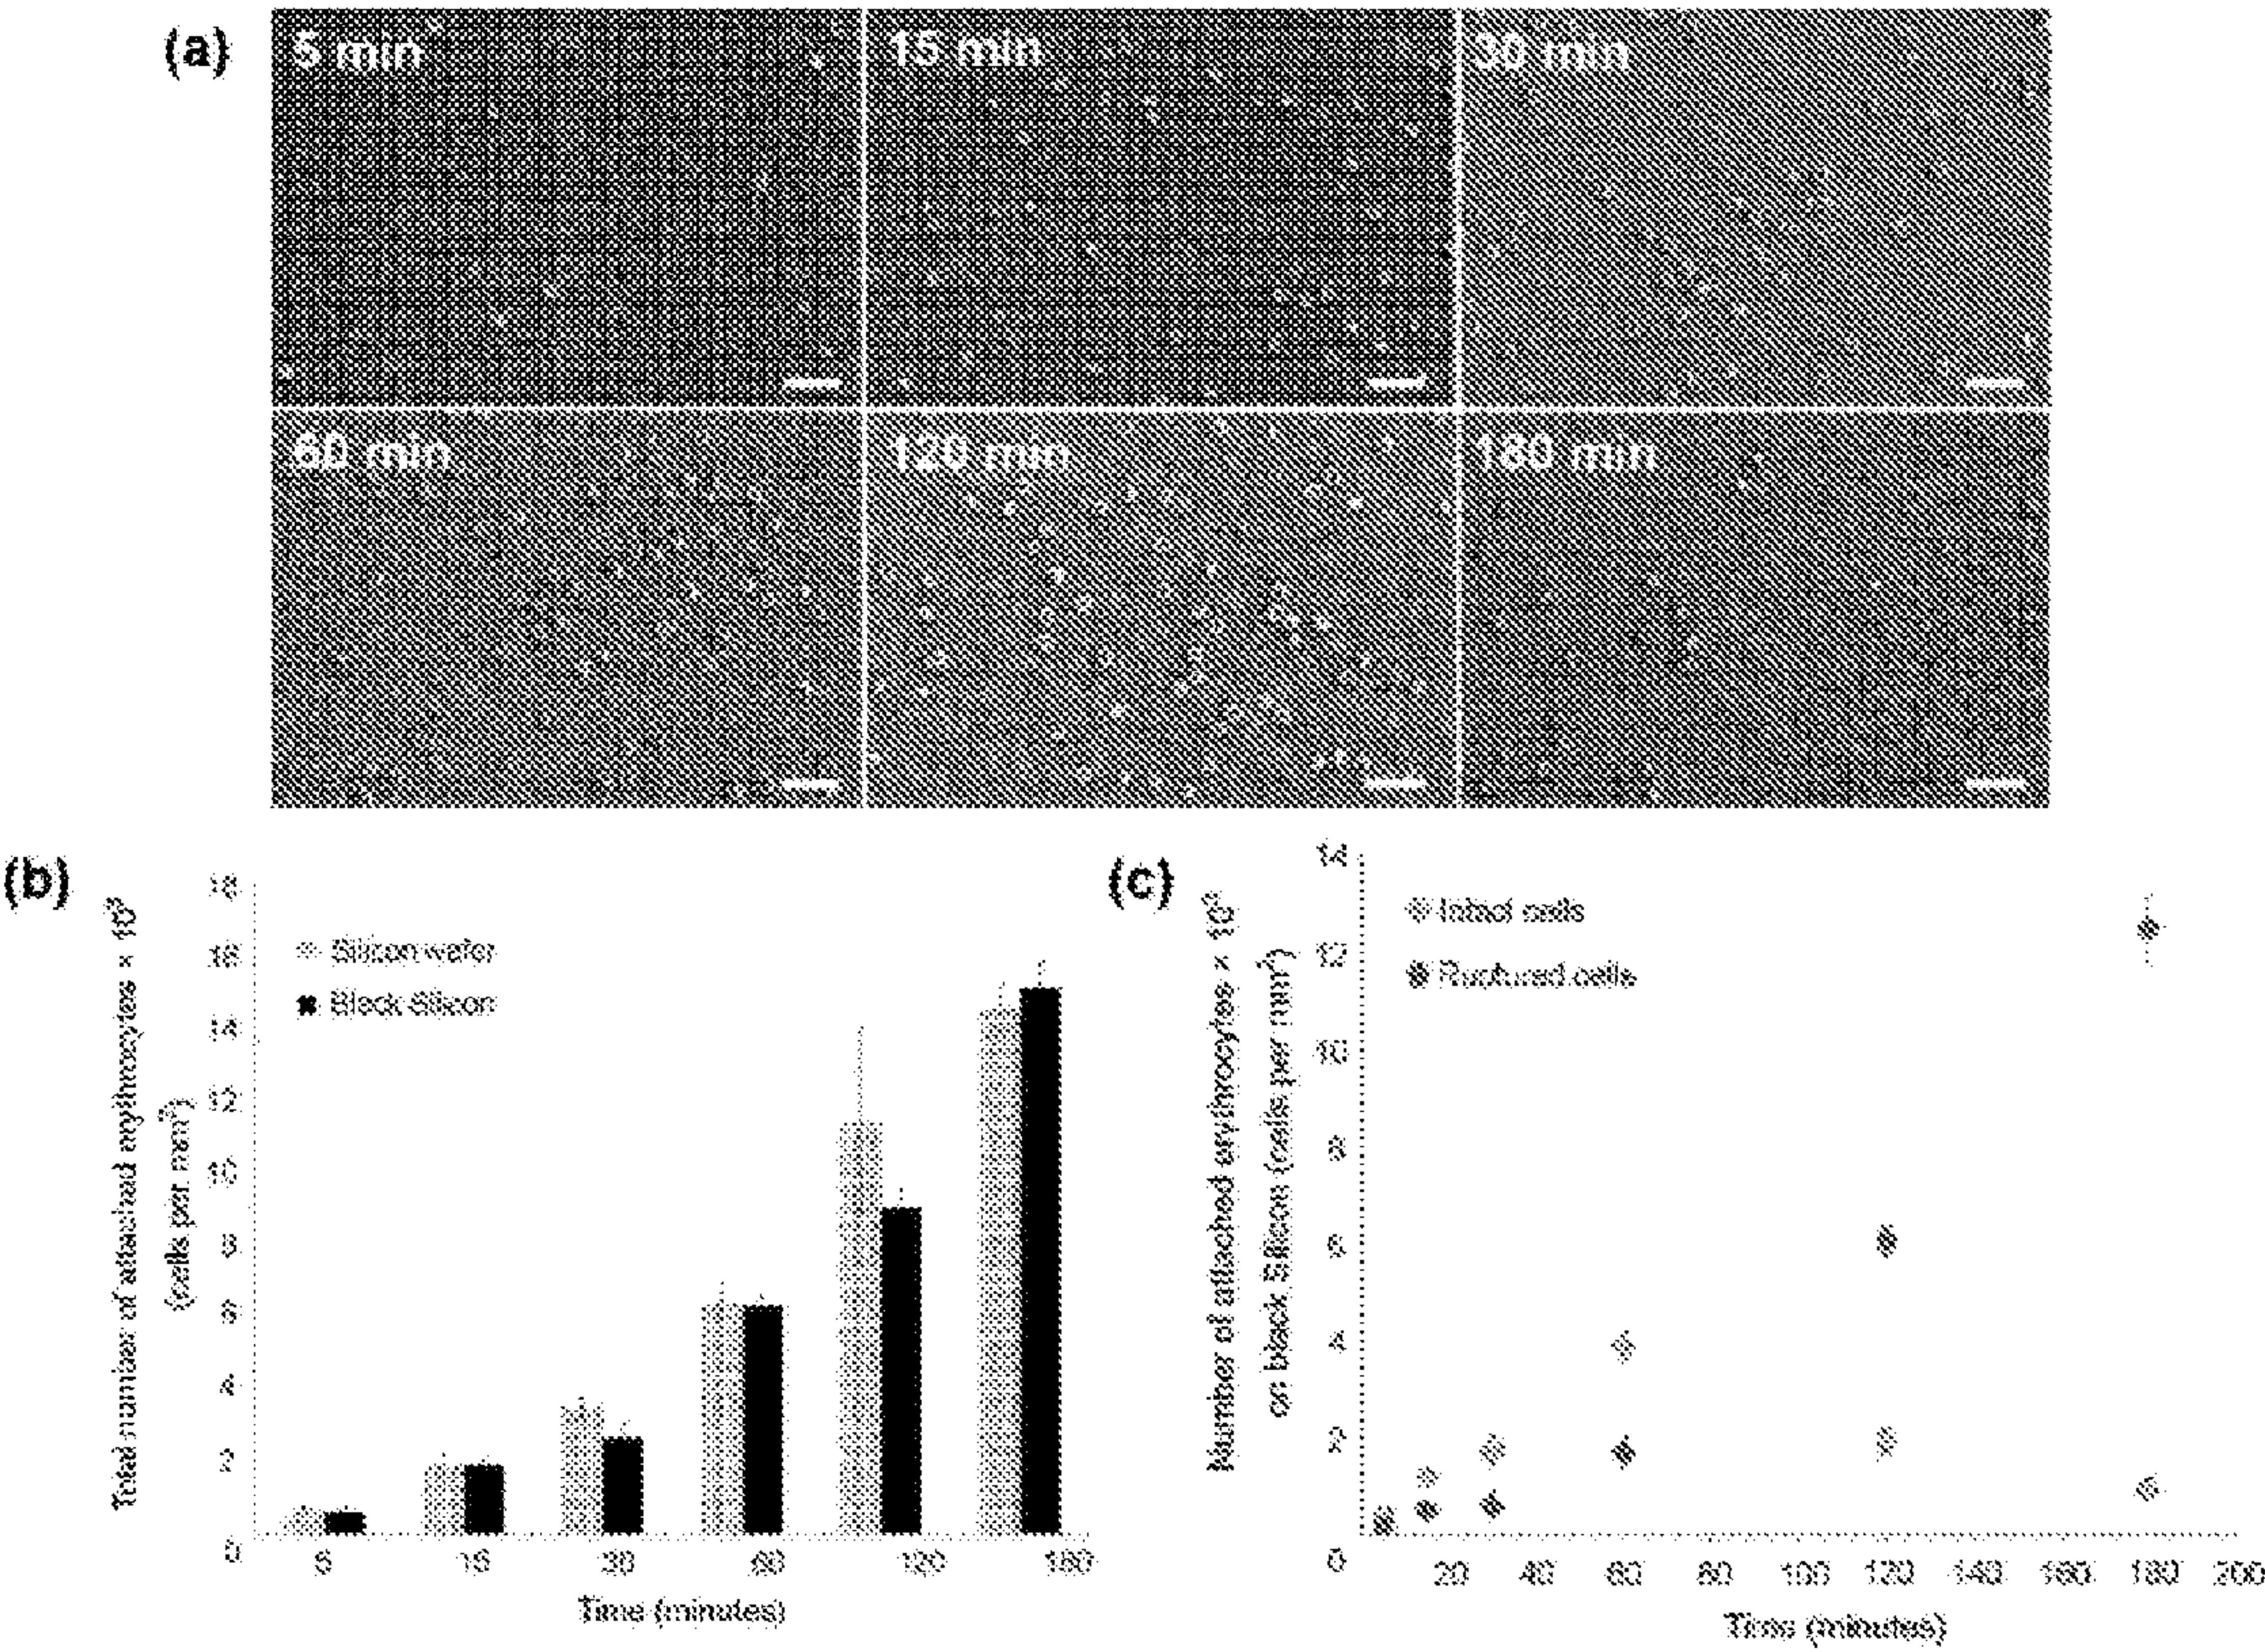 (a)
5 min
15 min
30 min
60 min
120 min
180 min
(b)
Total number of attached erythrocytes × 10³
(cells per mm²)
18
16
14
12
10
8
6
4
2
0
Silicon wafer
Black Silicon
5
15
30
60
120
180
Time (minutes)
(c)
Number of attached erythrocytes × 10³
on black Silicon (cells per mm²)
14
12
10
8
6
4
2
0
Intact cells
Ruptured cells
20
40
60
80
100
120
140
160
180
200
Time (minutes)